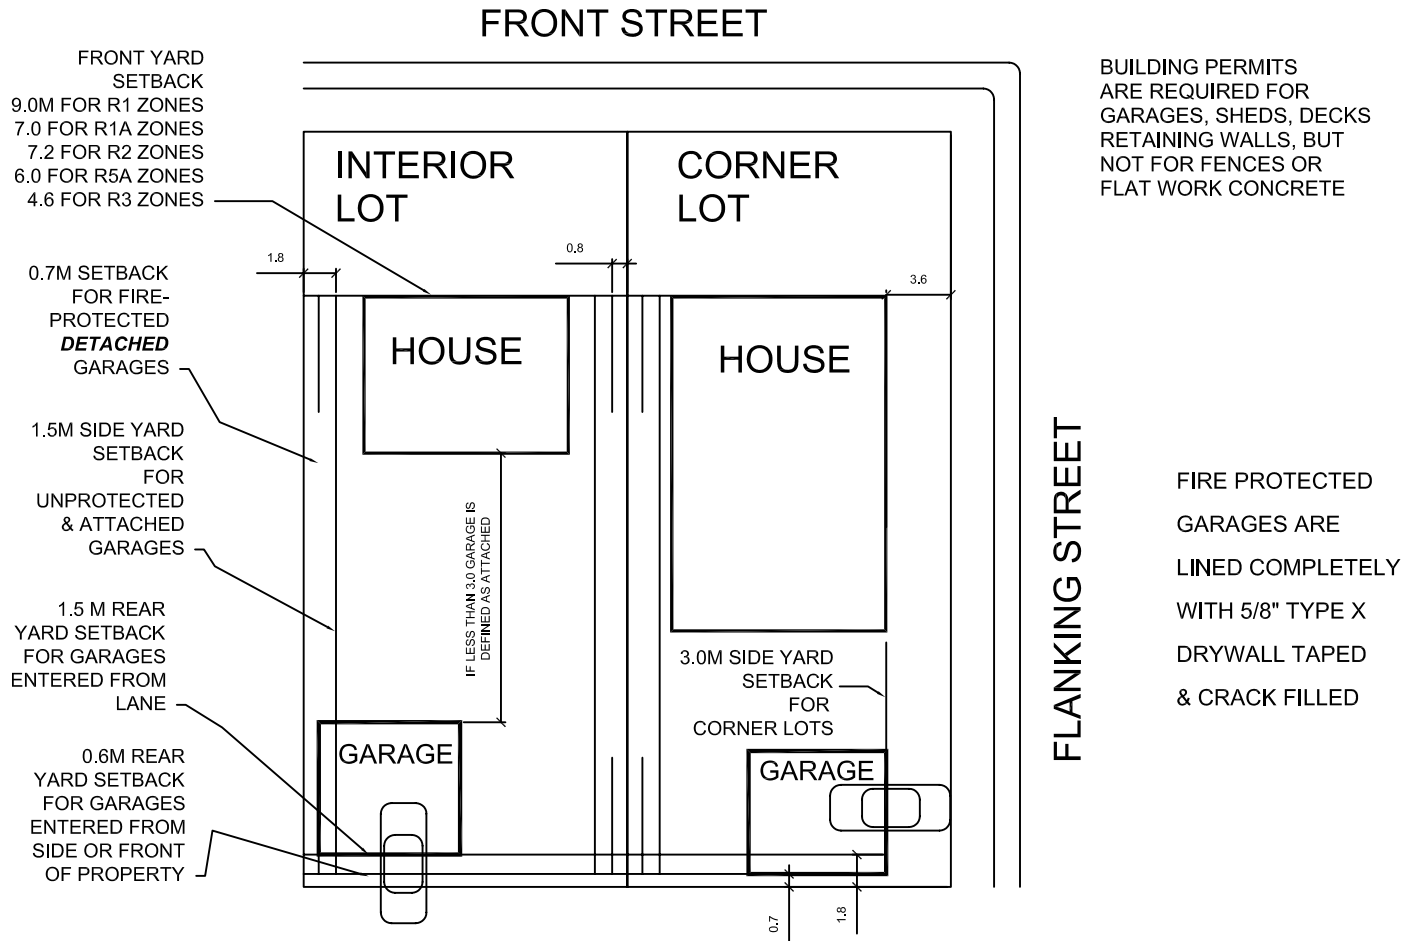 FRONT STREET
FRONT YARD
SETBACK
9.0M FOR R1 ZONES
7.0 FOR R1A ZONES
7.2 FOR R2 ZONES
6.0 FOR R5A ZONES
4.6 FOR R3 ZONES
INTERIOR
LOT
CORNER
LOT
BUILDING PERMITS
ARE REQUIRED FOR
GARAGES, SHEDS, DECKS
RETAINING WALLS, BUT
NOT FOR FENCES OR
FLAT WORK CONCRETE
1.8
0.8
3.6
0.7M SETBACK
FOR FIRE-
PROTECTED
DETACHED
GARAGES
HOUSE
HOUSE
1.5M SIDE YARD
SETBACK
FOR
UNPROTECTED
& ATTACHED
GARAGES
IF LESS THAN 3.0 GARAGE IS
DEFINED AS ATTACHED
FLANKING STREET
FIRE PROTECTED
GARAGES ARE
LINED COMPLETELY
WITH 5/8" TYPE X
DRYWALL TAPED
& CRACK FILLED
1.5 M REAR
YARD SETBACK
FOR GARAGES
ENTERED FROM
LANE
3.0M SIDE YARD
SETBACK
FOR
CORNER LOTS
GARAGE
GARAGE
0.6M REAR
YARD SETBACK
FOR GARAGES
ENTERED FROM
SIDE OR FRONT
OF PROPERTY
0.7
1.8